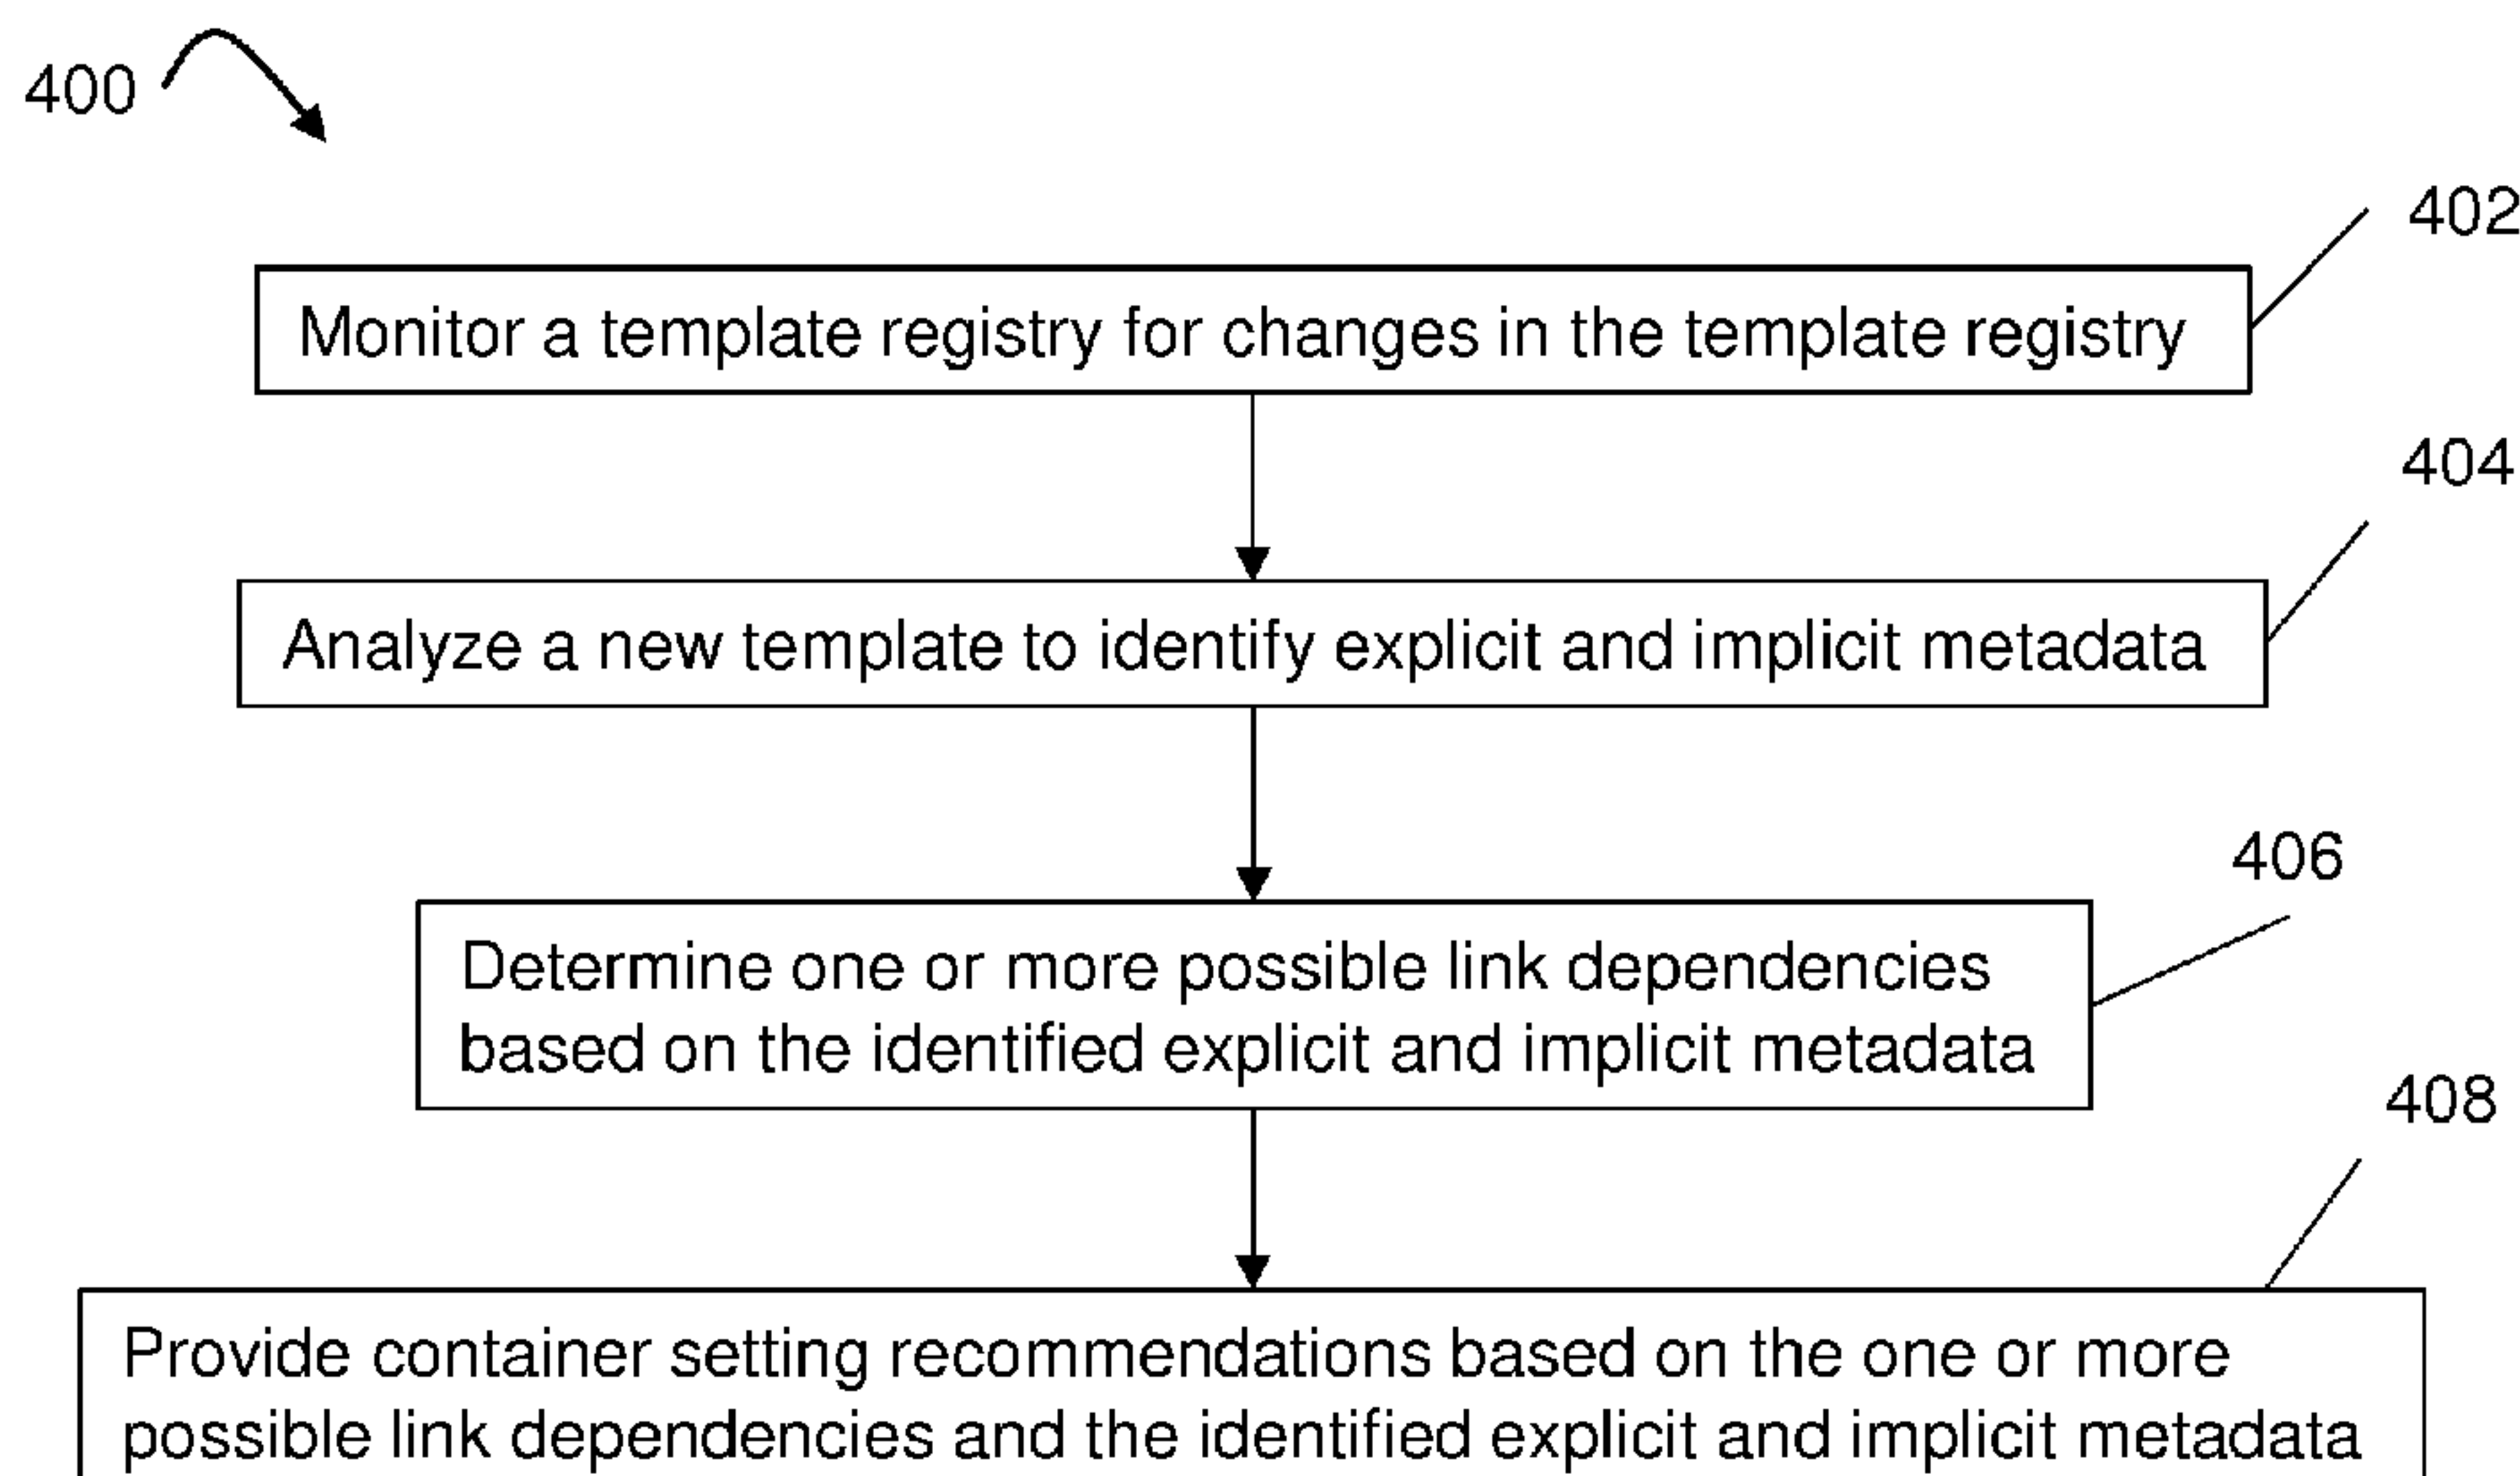 400
402
Monitor a template registry for changes in the template registry
404
Analyze a new template to identify explicit and implicit metadata
406
Determine one or more possible link dependencies
based on the identified explicit and implicit metadata
408
Provide container setting recommendations based on the one or more
possible link dependencies and the identified explicit and implicit metadata